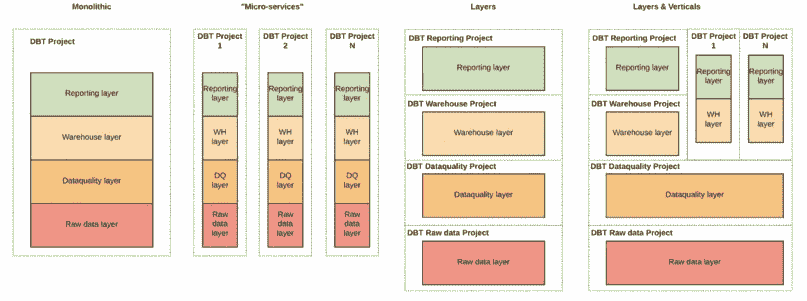 Monolithic
DBT Project
Reporting layer
Warehouse layer
Dataquality layer
Raw data layer
"Micro-services"
DBT Project
1
Reporting
layer
WH
layer
DQ
layer
Raw
data
layer
DBT Project
2
Reporting
layer
WH
layer
DQ
layer
Raw
data
layer
DBT Project
N
Reporting
layer
WH
layer
DQ
layer
Raw
data
layer
Layers
DBT Reporting Project
Reporting layer
DBT Warehouse Project
Warehouse layer
DBT Dataquality Project
Dataquality layer
DBT Raw data Project
Raw data layer
Layers & Verticals
DBT Reporting Project
Reporting layer
DBT Warehouse Project
Warehouse layer
DBT Project
1
Reporting
layer
WH
layer
DBT Project
N
Reporting
layer
WH
layer
DBT Dataquality Project
Dataquality layer
DBT Raw data Project
Raw data layer